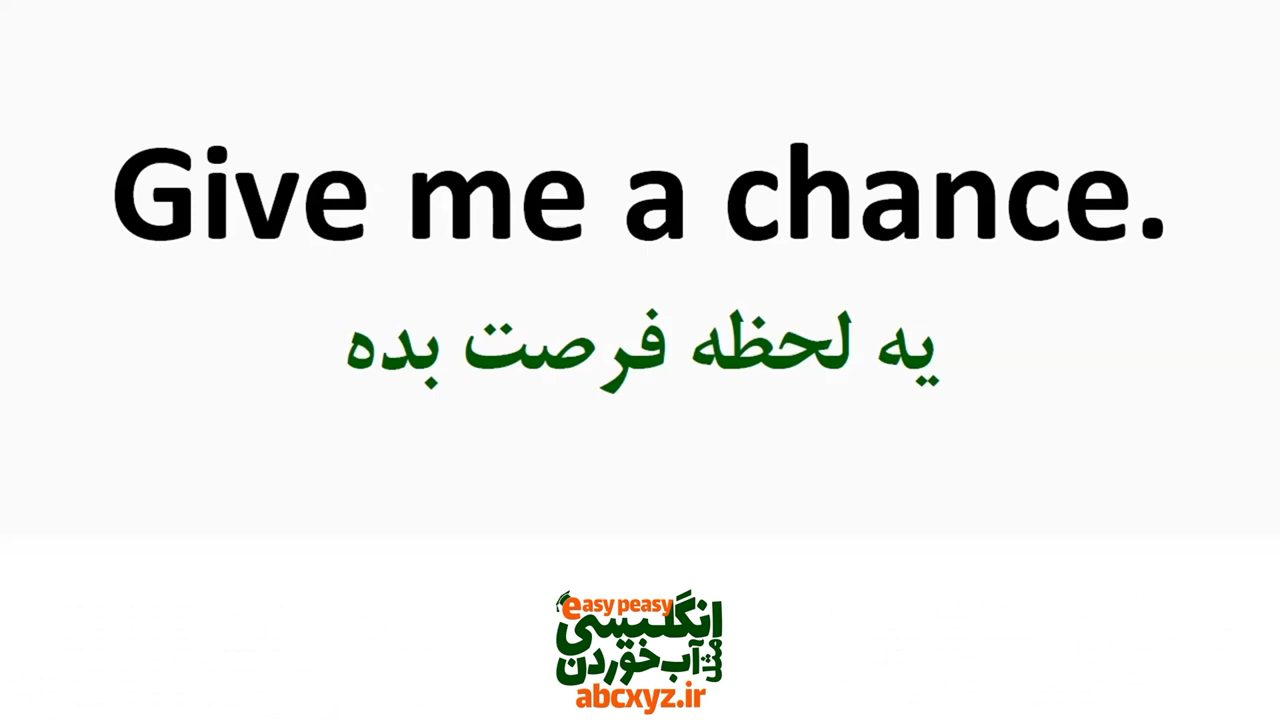 Give me a chance.
یه لحظه فرصت بده
easy peasy
انگلیسی
مثل آب خوردن
abcxyz.ir